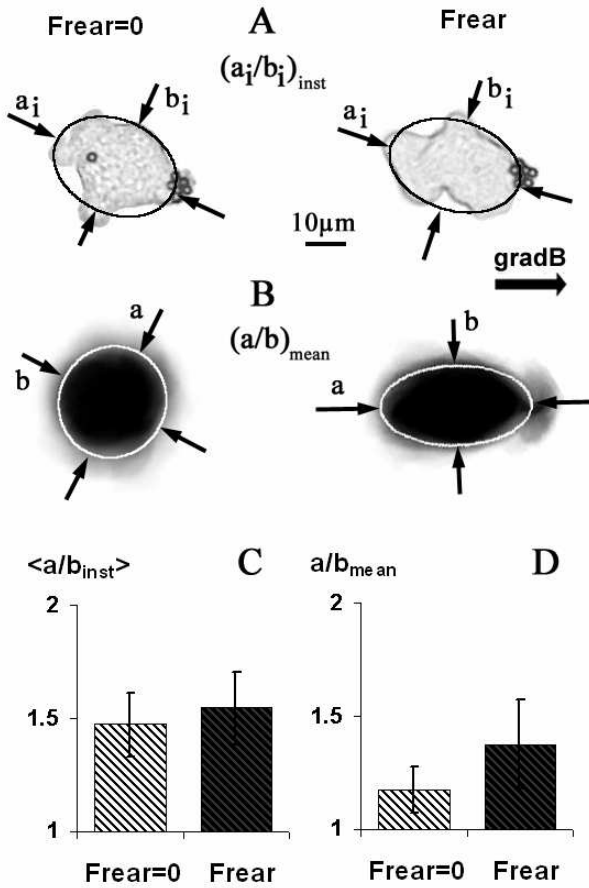 Frear=0 A Frear
(ai/bi)inst
ai bi ai bi
10µm
gradB
B
(a/b)mean
a b
b a
<a/binst> C a/bmean D
2 2
1.5 1.5
1 1
Frear=0 Frear Frear=0 Frear